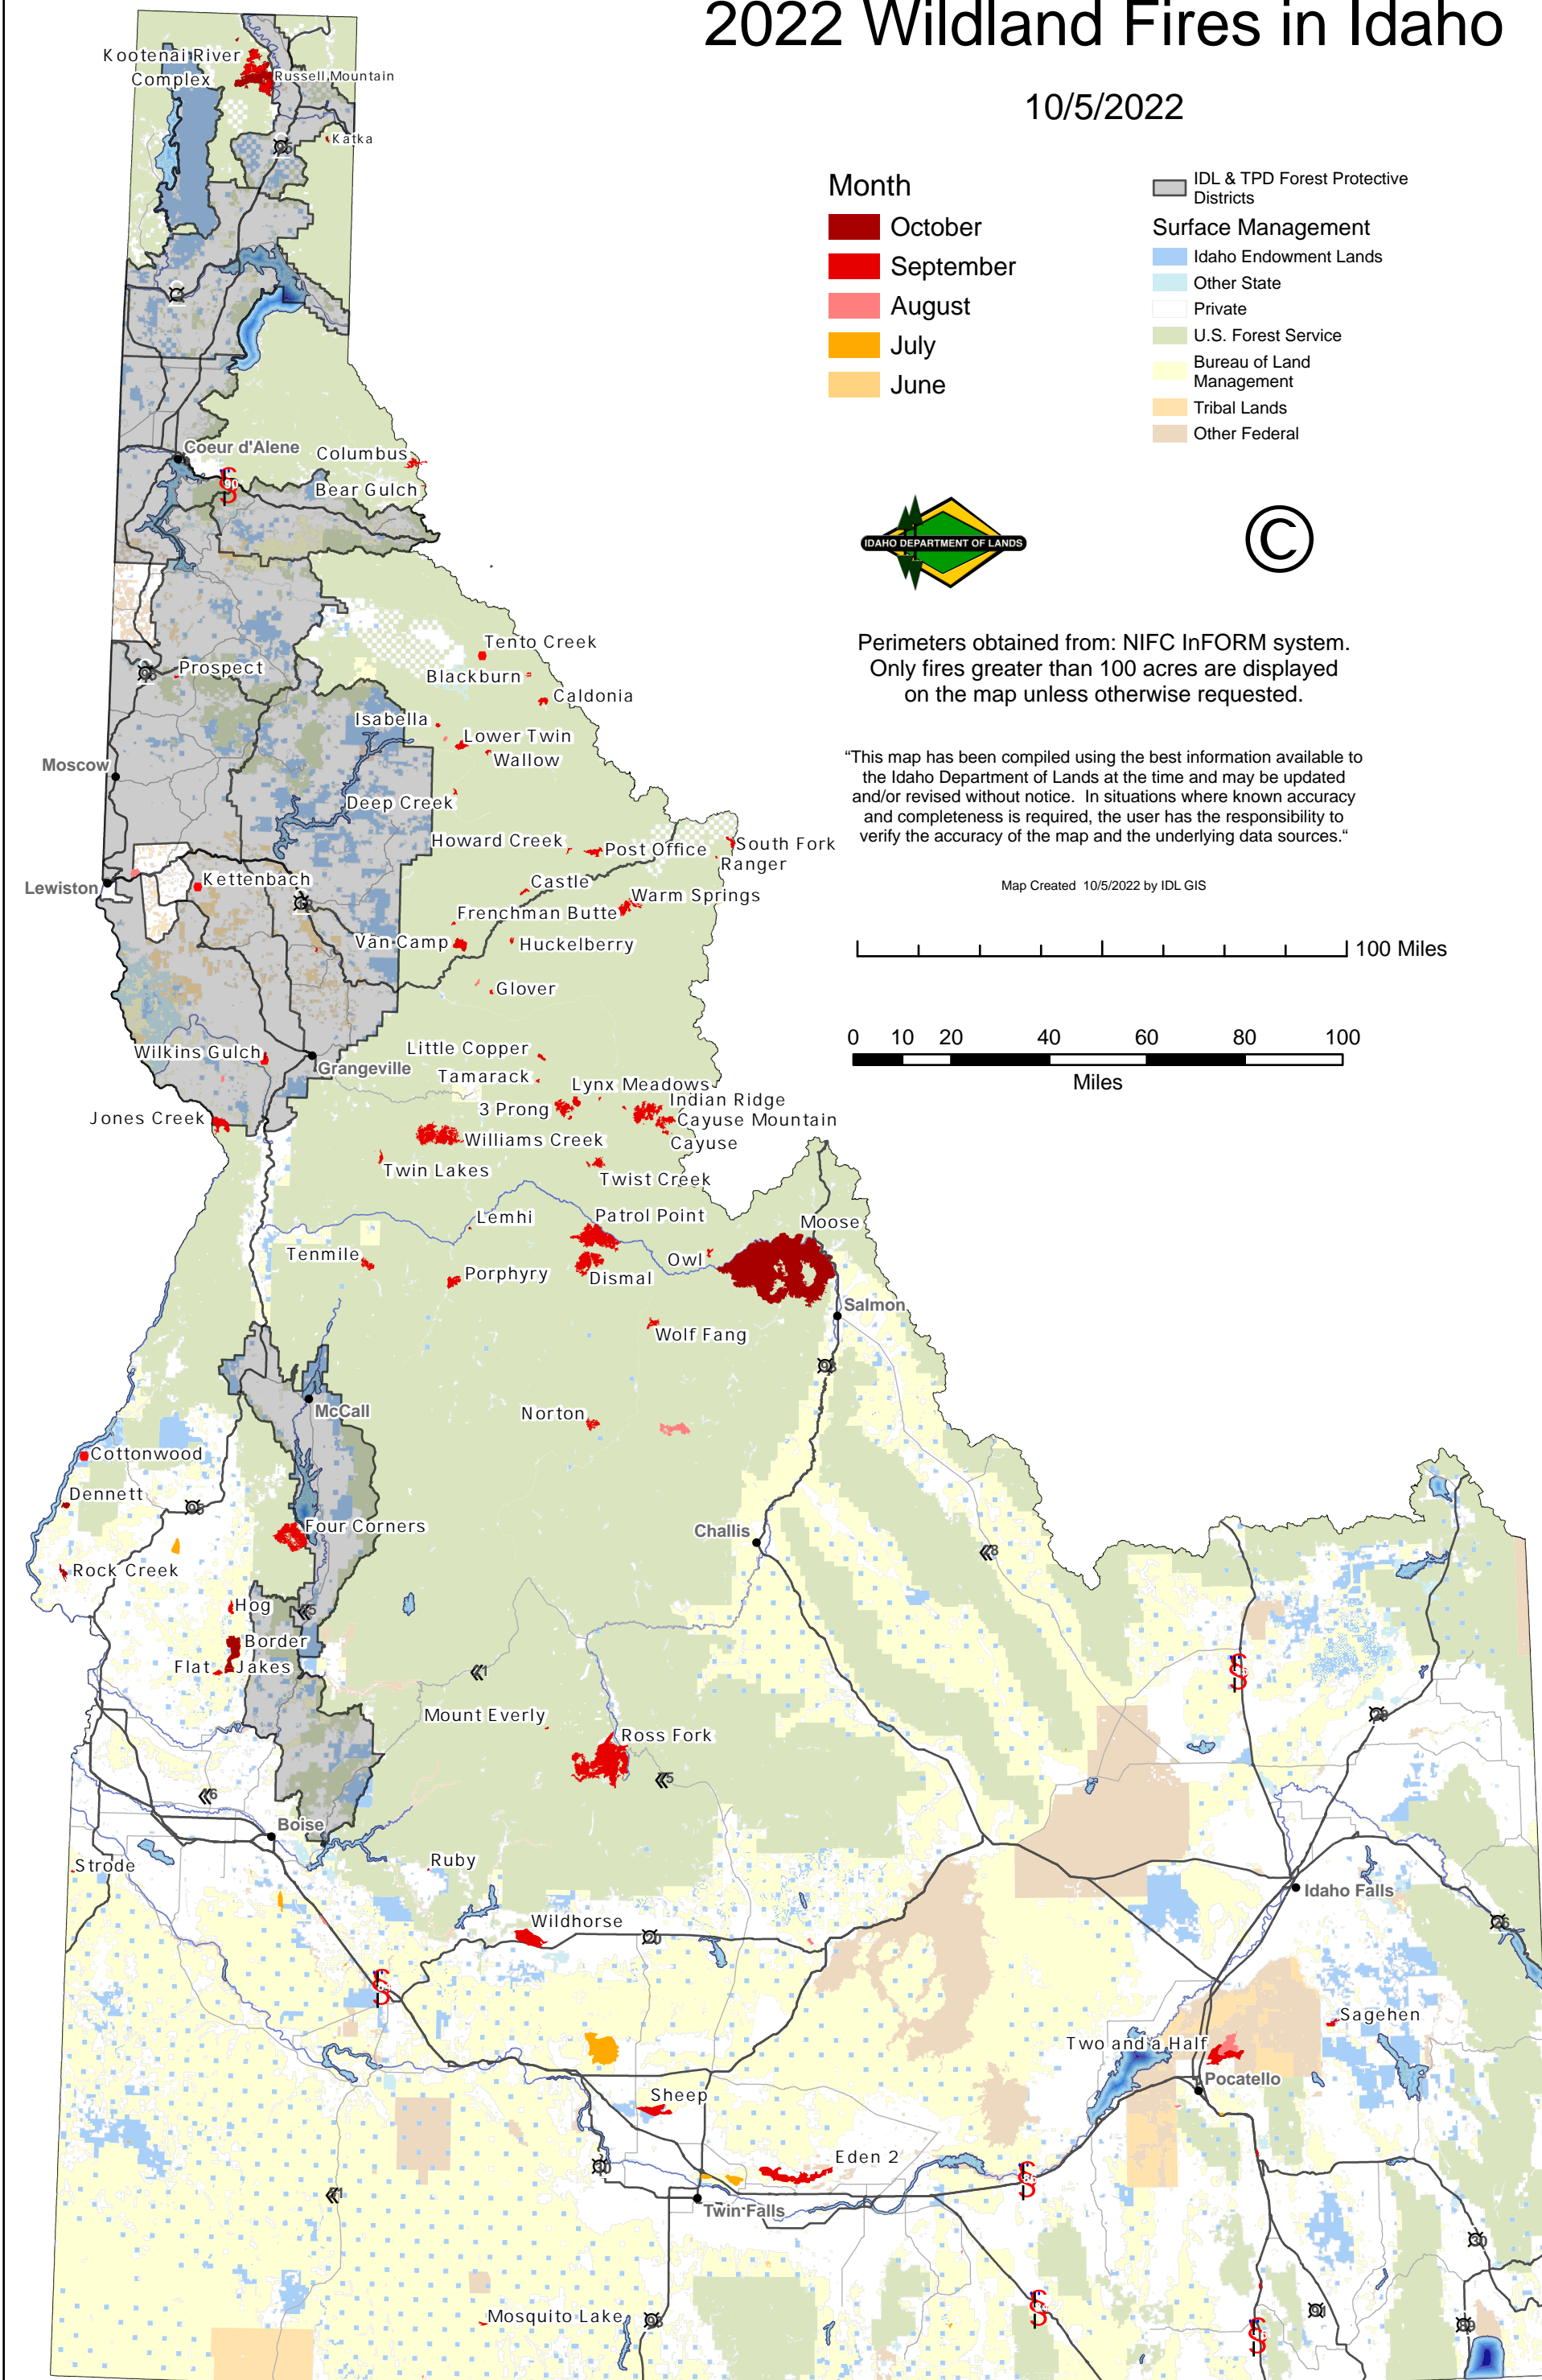 2022 Wildland Fires in Idaho
10/5/2022
Month
October
September
August
July
June
IDL & TPD Forest Protective
Districts
Surface Management
Idaho Endowment Lands
Other State
Private
U.S. Forest Service
Bureau of Land
Management
Tribal Lands
Other Federal
IDAHO DEPARTMENT OF LANDS
©
Perimeters obtained from: NIFC InFORM system.
Only fires greater than 100 acres are displayed
on the map unless otherwise requested.
“This map has been compiled using the best information available to
the Idaho Department of Lands at the time and may be updated
and/or revised without notice. In situations where known accuracy
and completeness is required, the user has the responsibility to
verify the accuracy of the map and the underlying data sources.“
Map Created 10/5/2022 by IDL GIS
100 Miles
0 10 20 40 60 80 100
Miles
Kootenai River
Complex
Russell Mountain
Katka
Coeur d'Alene
90
Columbus
Bear Gulch
Tento Creek
Prospect
Blackburn
Caldonia
Isabella
Lower Twin
Wallow
Moscow
Deep Creek
Howard Creek
Post Office
South Fork
Ranger
Lewiston
Kettenbach
Castle
Warm Springs
Frenchman Butte
Van Camp
Huckelberry
Glover
Wilkins Gulch
Grangeville
Little Copper
Tamarack
Lynx Meadows
3 Prong
Indian Ridge
Jones Creek
Cayuse Mountain
Williams Creek
Cayuse
Twin Lakes
Twist Creek
Lemhi
Patrol Point
Moose
Tenmile
Owl
Porphyry
Dismal
Salmon
Wolf Fang
McCall
Norton
Cottonwood
Dennett
Four Corners
Challis
Rock Creek
Hog
Border
Flat
Jakes
Mount Everly
Ross Fork
Boise
Strode
Ruby
Idaho Falls
Wildhorse
20
26
Sagehen
Two and a Half
Pocatello
Sheep
Eden 2
Twin Falls
30
Mosquito Lake
93
91
89